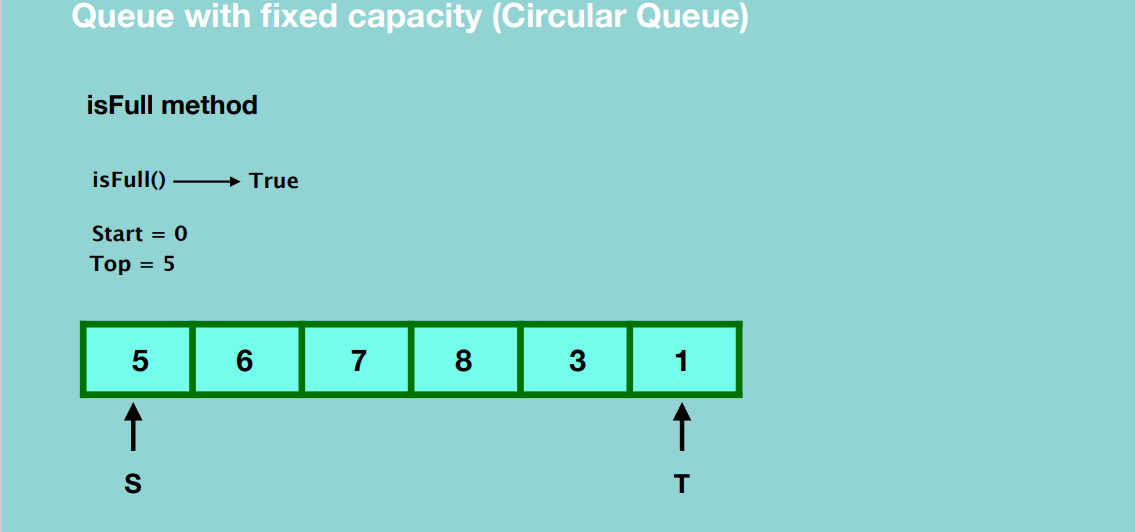 Queue with fixed capacity (Circular Queue)
isFull method
isFull() → True
Start = 0
Top = 5
5 6 7 8 3 1
S T